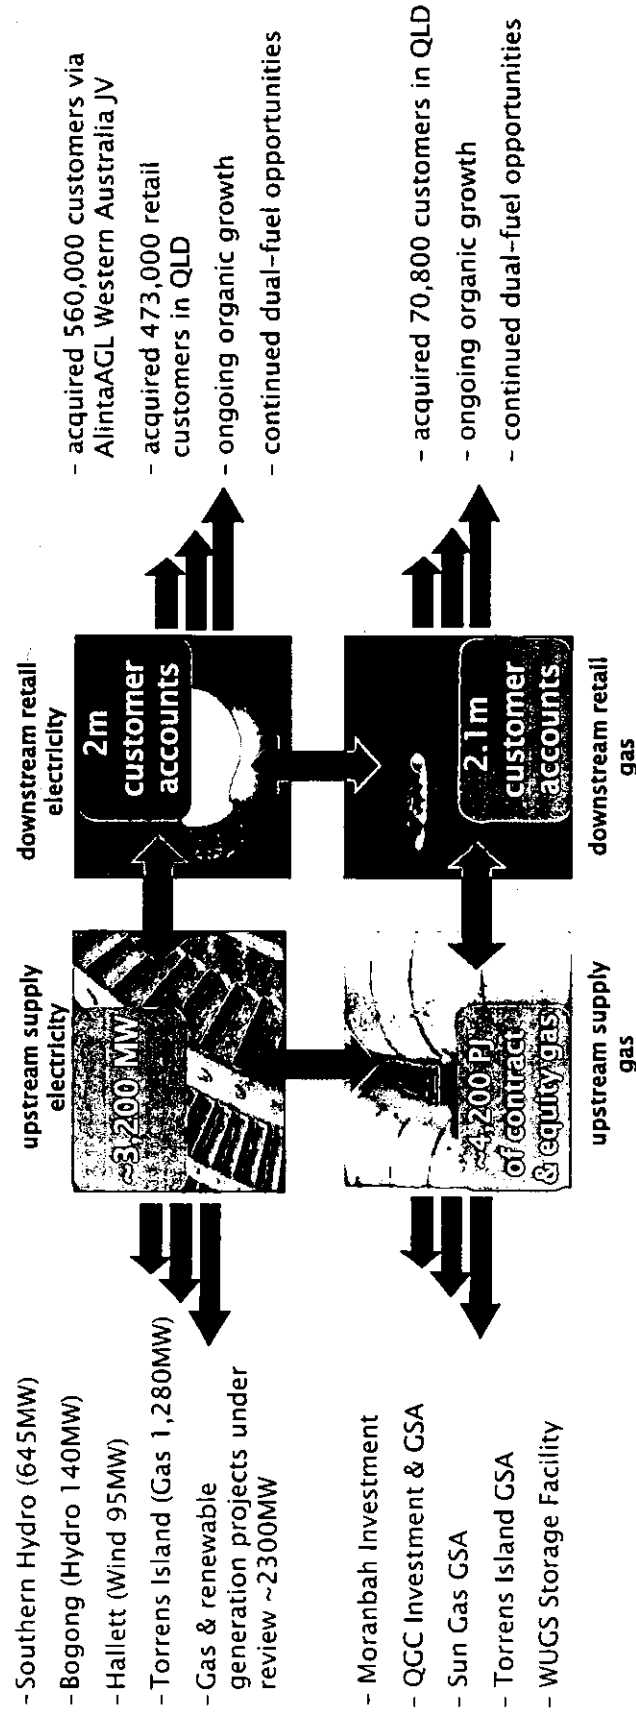 - Southern Hydro (645MW)
- Bogong (Hydro 140MW)
- Hallett (Wind 95MW)
- Torrens Island (Gas 1,280MW)
- Gas & renewable
generation projects under
review ~2300MW
upstream supply
electricity
~3,200 MW
downstream retail
electricity
2m
customer
accounts
- acquired 560,000 customers via
AlintaAGL Western Australia JV
- acquired 473,000 retail
customers in QLD
- ongoing organic growth
- continued dual-fuel opportunities
- Moranbah Investment
- QGC Investment & GSA
- Sun Gas GSA
- Torrens Island GSA
- WUGS Storage Facility
~4,200 PJ
of contract
& equity gas
upstream supply
gas
2.1m
customer
accounts
downstream retail
gas
- acquired 70,800 customers in QLD
- ongoing organic growth
- continued dual-fuel opportunities